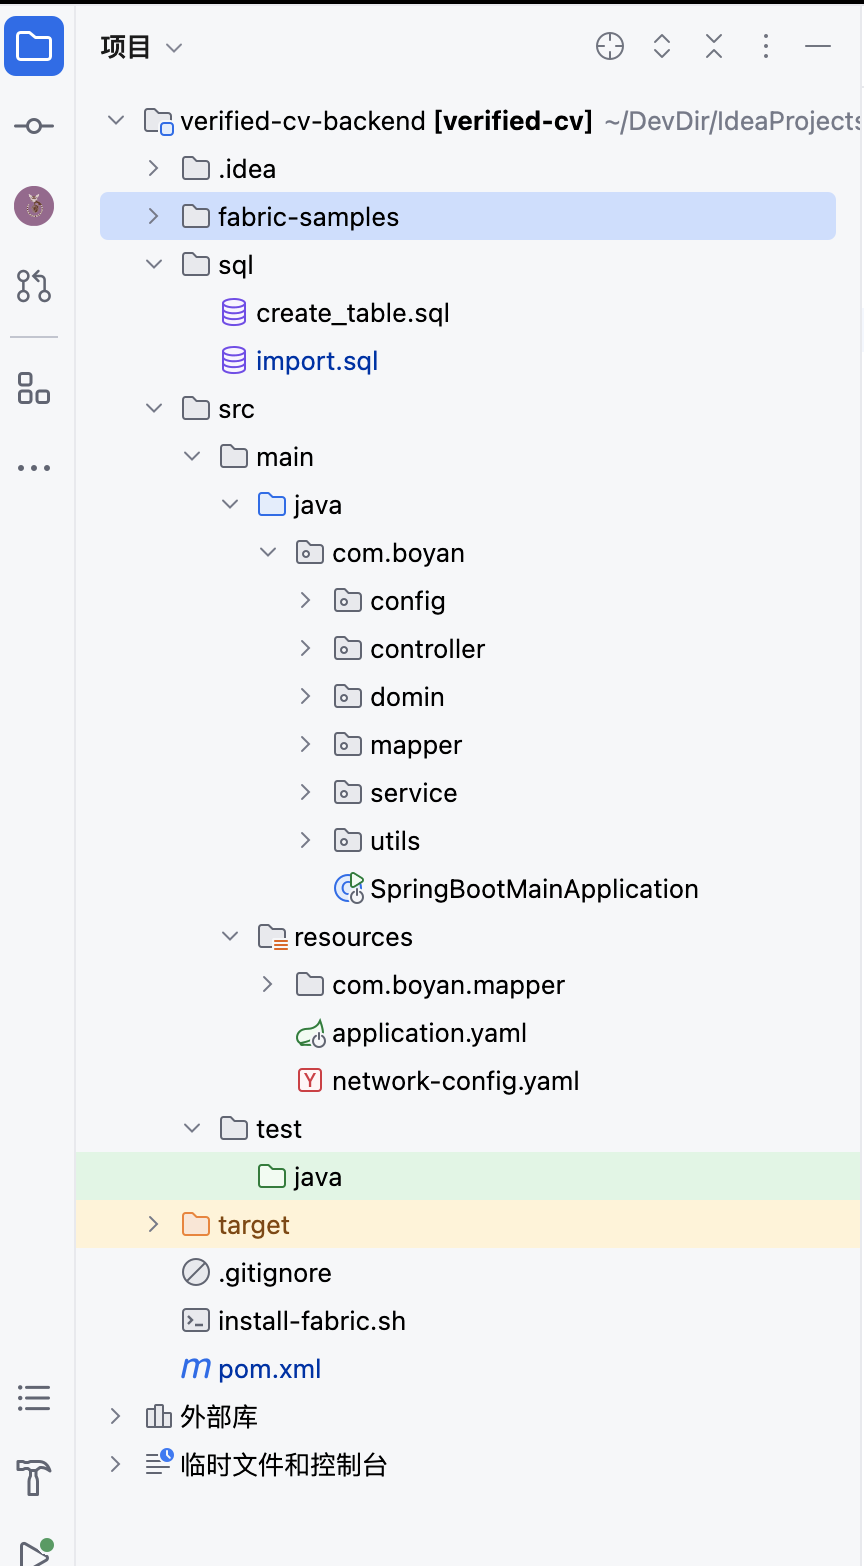 项目
verified-cv-backend [verified-cv] ~/DevDir/IdeaProjects
.idea
fabric-samples
sql
create_table.sql
import.sql
src
main
java
com.boyan
config
controller
domin
mapper
service
utils
SpringBootMainApplication
resources
com.boyan.mapper
application.yaml
network-config.yaml
test
java
target
.gitignore
install-fabric.sh
pom.xml
外部库
临时文件和控制台